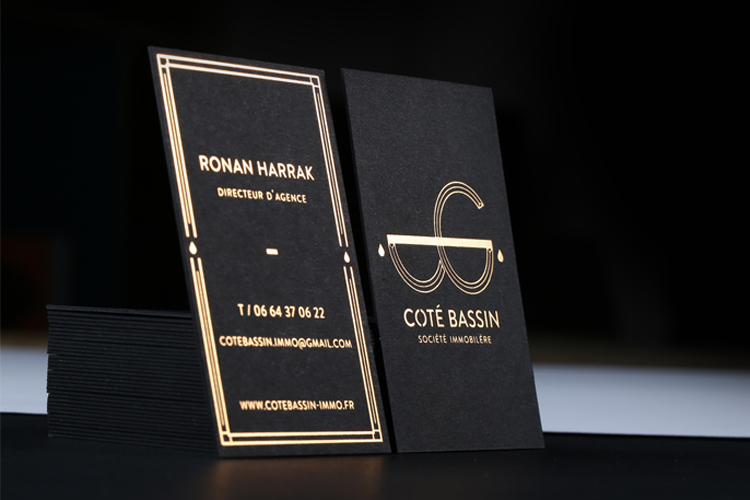 RONAN HARRAK
DIRECTEUR D'AGENCE
T / 06 64 37 06 22
COTEBASSIN.IMMO@GMAIL.COM
WWW.COTEBASSIN-IMMO.FR
COTÉ BASSIN
SOCIÉTÉ IMMOBILÈRE